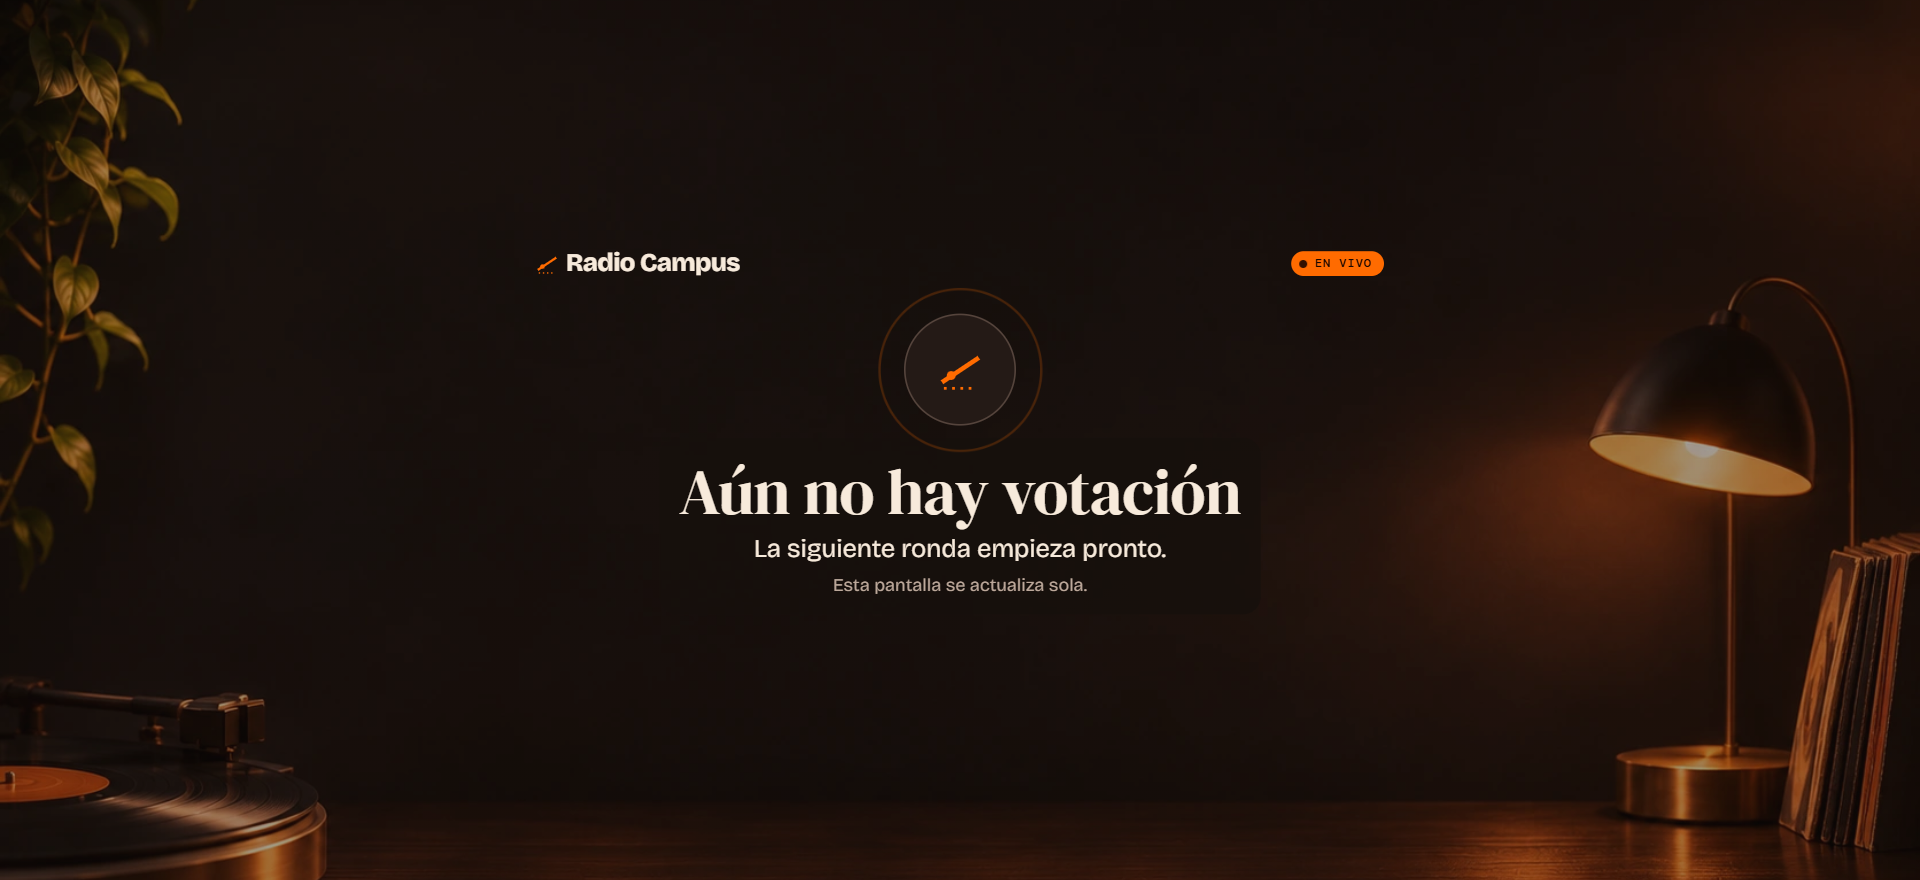 Radio Campus
EN VIVO
Aún no hay votación
La siguiente ronda empieza pronto.
Esta pantalla se actualiza sola.